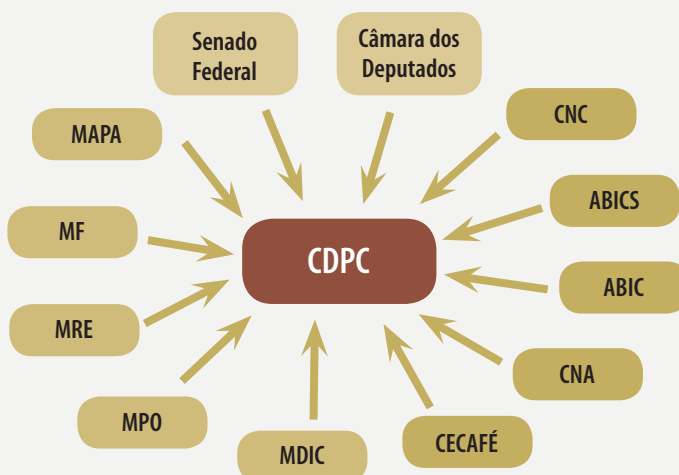 Senado
Federal
Câmara dos
Deputados
MAPA
CNC
MF
ABICS
CDPC
ABIC
MRE
CNA
MPO
MDIC
CECAFÉ